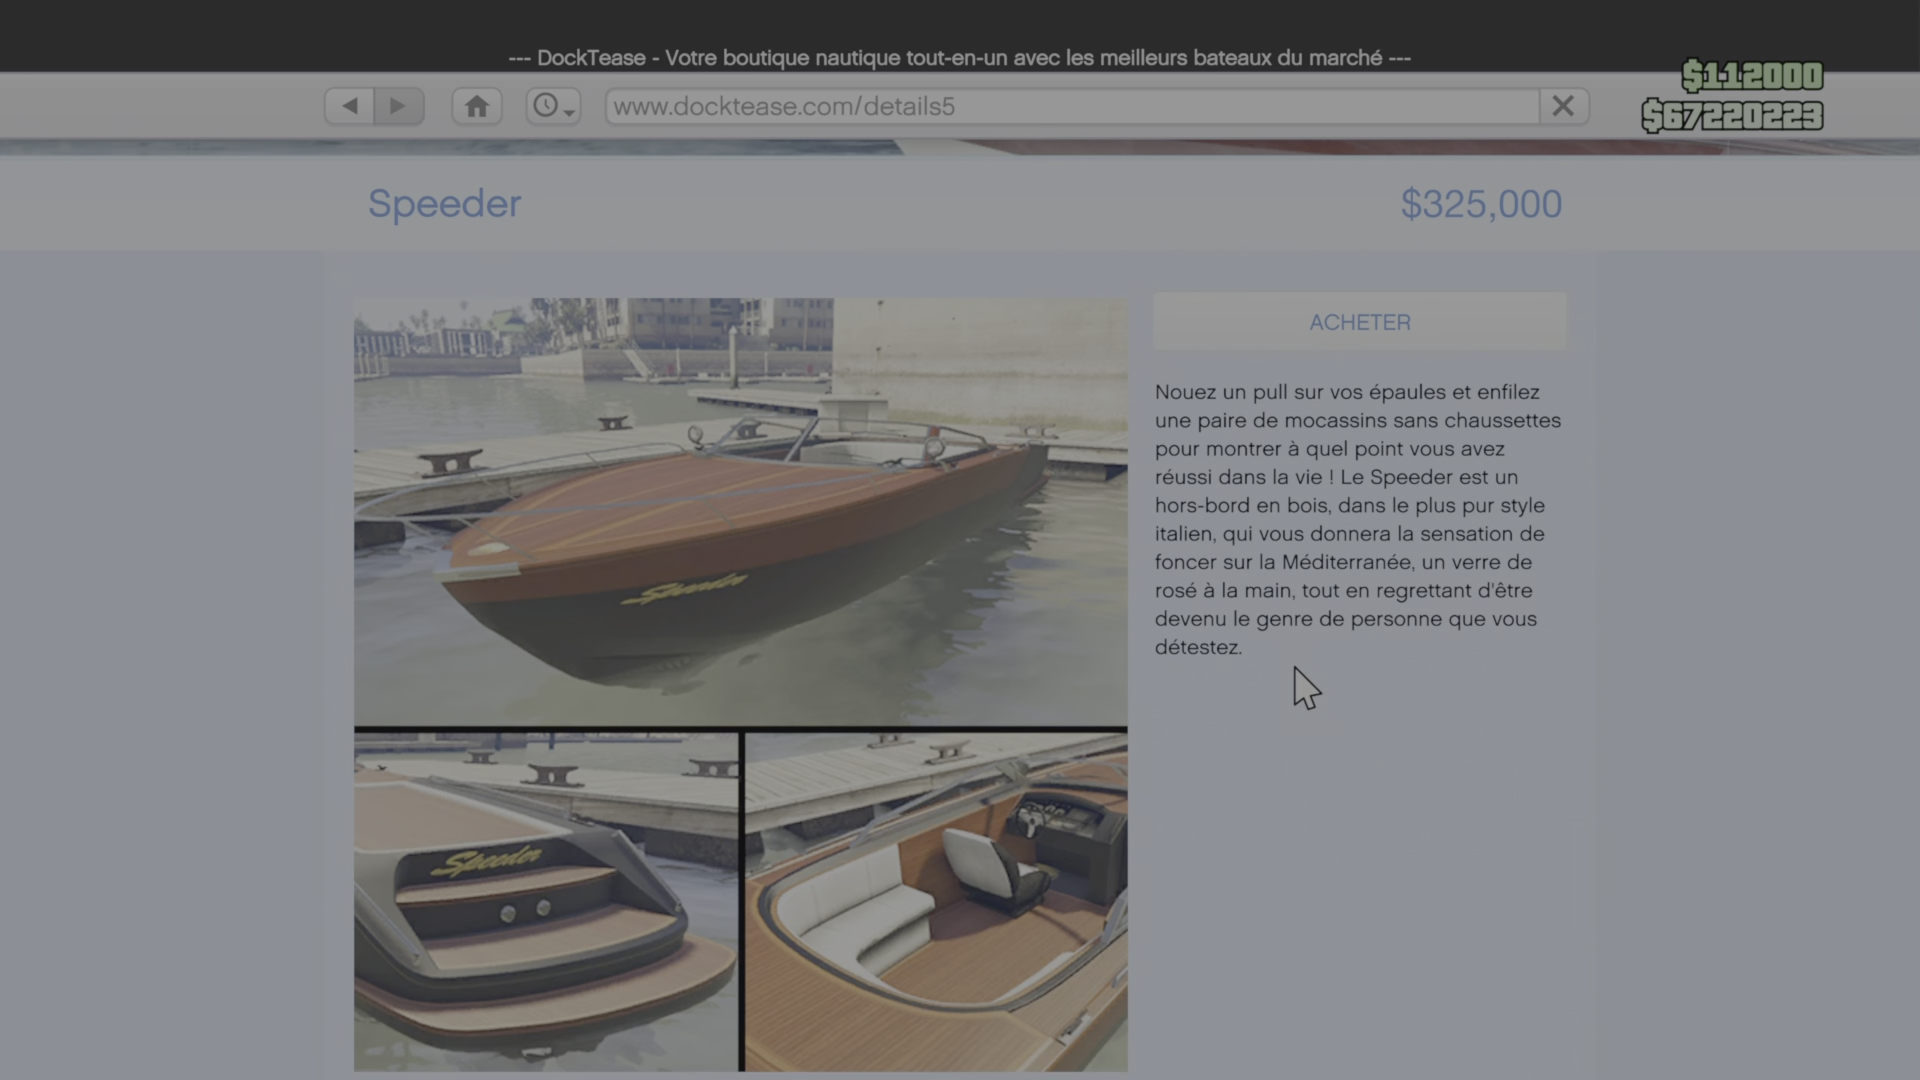 --- DockTease - Votre boutique nautique tout-en-un avec les meilleurs bateaux du marché ---
$112000
www.docktease.com/details5
$67220223
Speeder
$325,000
ACHETER
Nouez un pull sur vos épaules et enfilez
une paire de mocassins sans chaussettes
pour montrer à quel point vous avez
réussi dans la vie ! Le Speeder est un
hors-bord en bois, dans le plus pur style
italien, qui vous donnera la sensation de
foncer sur la Méditerranée, un verre de
rosé à la main, tout en regrettant d'être
devenu le genre de personne que vous
détestez.
Speeder
Speeder